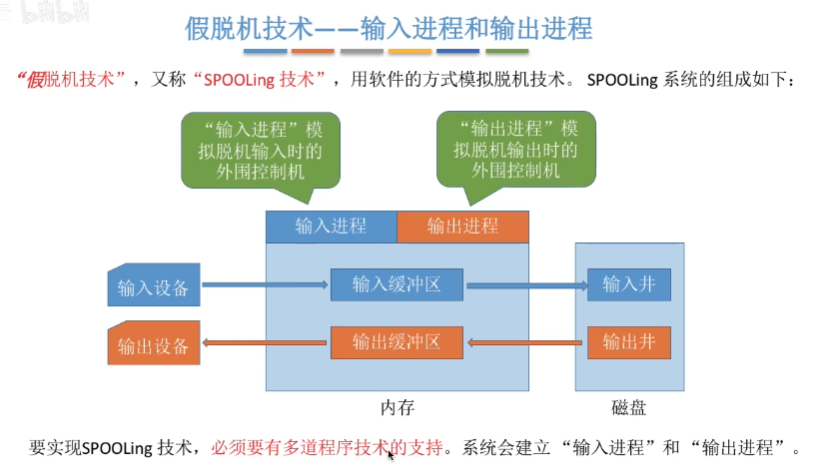 bilibili
假脱机技术——输入进程和输出进程
“假脱机技术”，又称“SPOOLing 技术”，用软件的方式模拟脱机技术。 SPOOLing 系统的组成如下：
“输入进程”模
拟脱机输入时的
外围控制机
“输出进程”模
拟脱机输出时的
外围控制机
输入进程
输出进程
输入设备
输入缓冲区
输入井
输出设备
输出缓冲区
输出井
内存
磁盘
要实现SPOOLing 技术，必须要有多道程序技术的支持。系统会建立 “输入进程”和 “输出进程”。